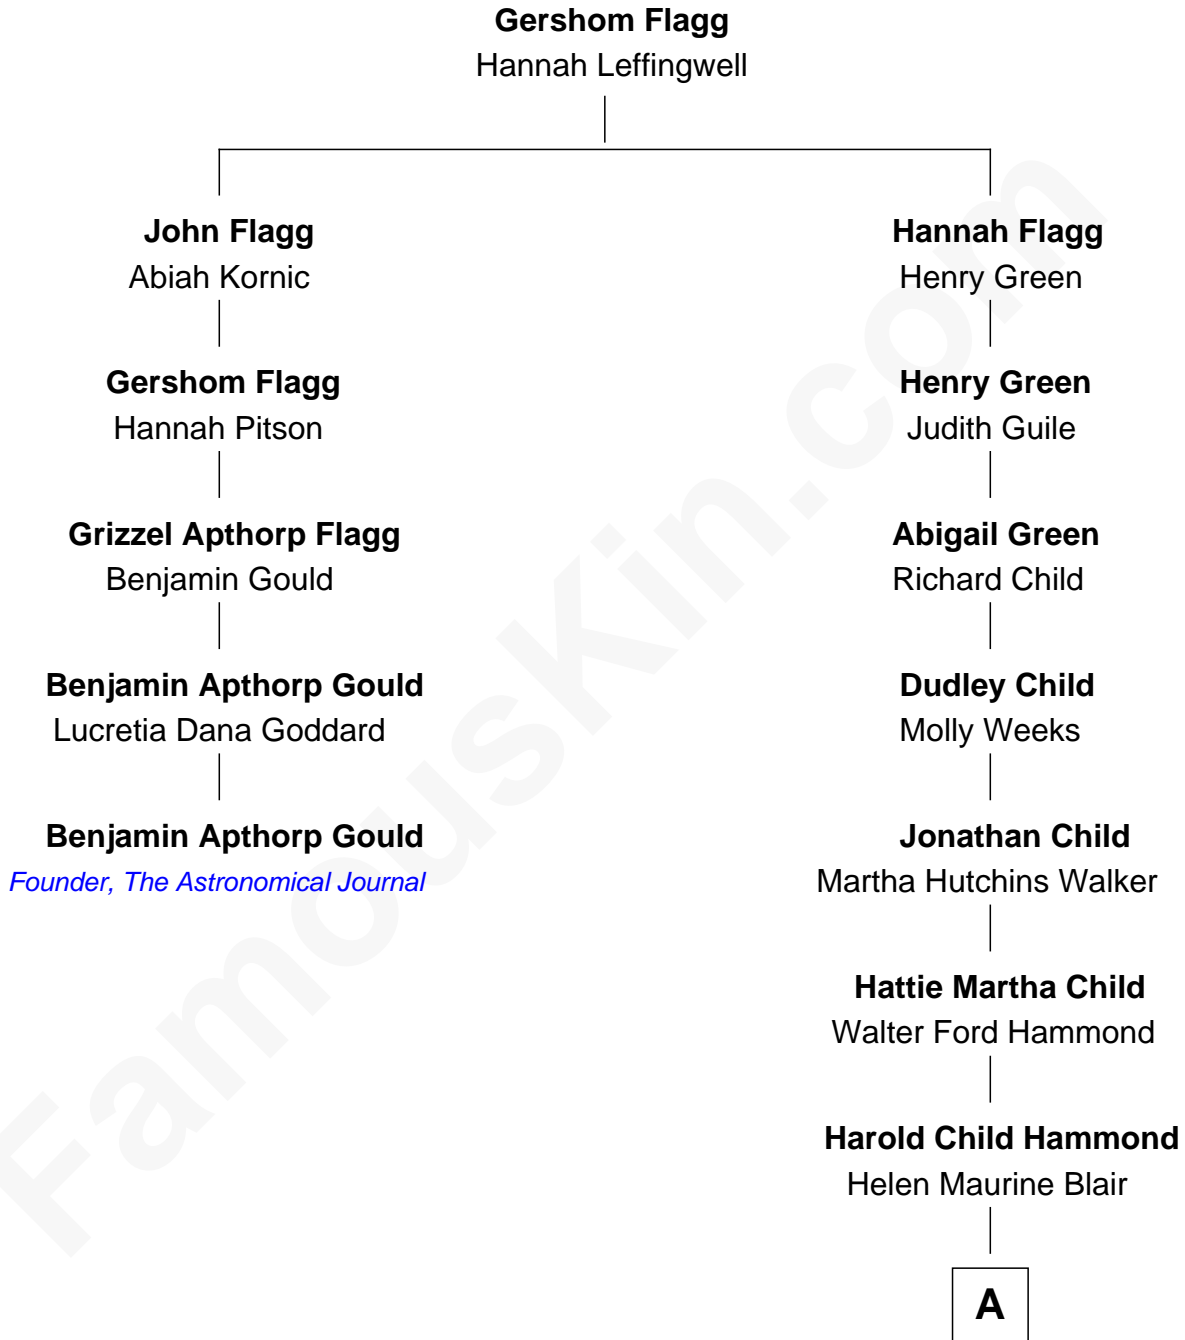 Gershom Flagg
Hannah Leffingwell
John Flagg
Abiah Kornic
Gershom Flagg
Hannah Pitson
Grizzel Apthorp Flagg
Benjamin Gould
Benjamin Apthorp Gould
Lucretia Dana Goddard
Benjamin Apthorp Gould
Founder, The Astronomical Journal
Hannah Flagg
Henry Green
Henry Green
Judith Guile
Abigail Green
Richard Child
Dudley Child
Molly Weeks
Jonathan Child
Martha Hutchins Walker
Hattie Martha Child
Walter Ford Hammond
Harold Child Hammond
Helen Maurine Blair
A
FamousKin.com